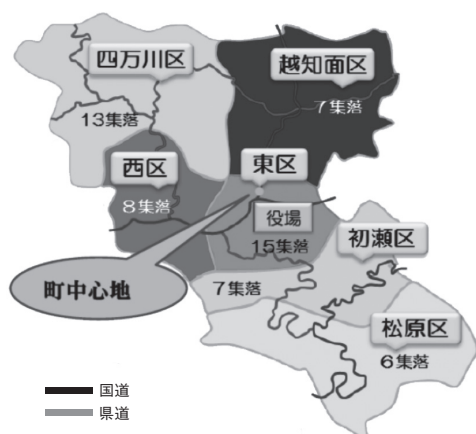 四万川区
越知面区
7集落
13集落
西区
東区
8集落
役場
15集落
初瀬区
町中心地
7集落
松原区
6集落
国道
県道